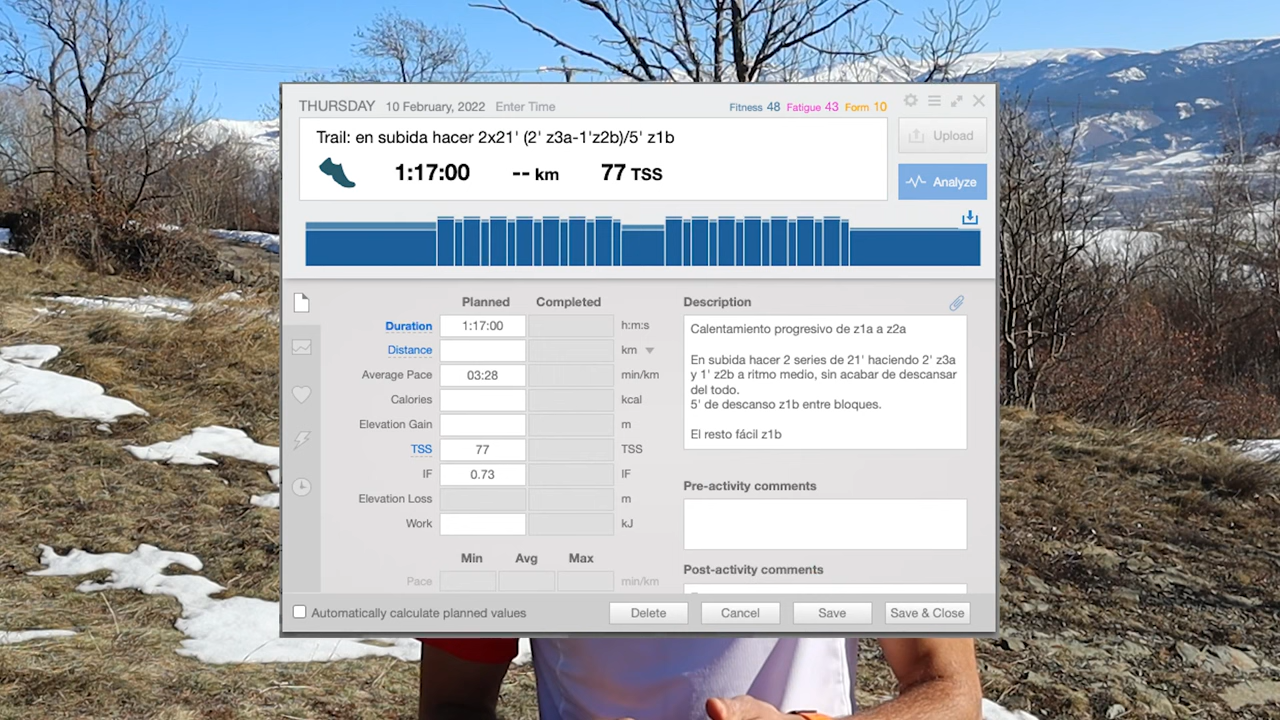 THURSDAY 10 February, 2022 Enter Time Fitness 48 Fatigue 43 Form 10
Trail: en subida hacer 2x21' (2' z3a-1'z2b)/5' z1b
Upload
1:17:00 -- km 77 TSS
Analyze
Planned Completed
Duration 1:17:00 h:m:s
Distance km
Average Pace 03:28 min/km
Calories kcal
Elevation Gain m
TSS 77 TSS
IF 0.73 IF
Elevation Loss m
Work kJ
Min Avg Max
Pace min/km
Description
Calentamiento progresivo de z1a a z2a
En subida hacer 2 series de 21' haciendo 2' z3a
y 1' z2b a ritmo medio, sin acabar de descansar
del todo.
5' de descanso z1b entre bloques.
El resto fácil z1b
Pre-activity comments
Post-activity comments
Automatically calculate planned values Delete Cancel Save Save & Close